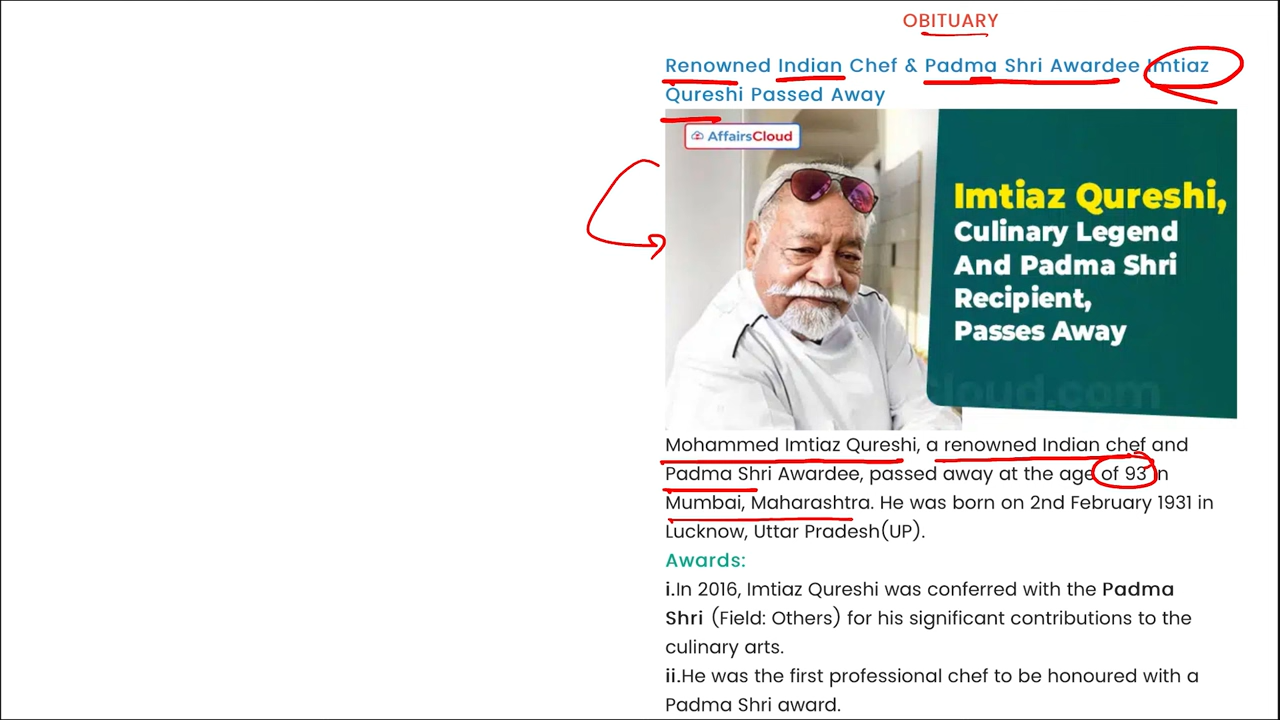 OBITUARY
Renowned Indian Chef & Padma Shri Awardee Imtiaz
Qureshi Passed Away
AffairsCloud
Imtiaz Qureshi,
Culinary Legend
And Padma Shri
Recipient,
Passes Away
Cloud.com
Mohammed Imtiaz Qureshi, a renowned Indian chef and
Padma Shri Awardee, passed away at the age of 93 in
Mumbai, Maharashtra. He was born on 2nd February 1931 in
Lucknow, Uttar Pradesh(UP).
Awards:
i.In 2016, Imtiaz Qureshi was conferred with the Padma
Shri (Field: Others) for his significant contributions to the
culinary arts.
ii.He was the first professional chef to be honoured with a
Padma Shri award.